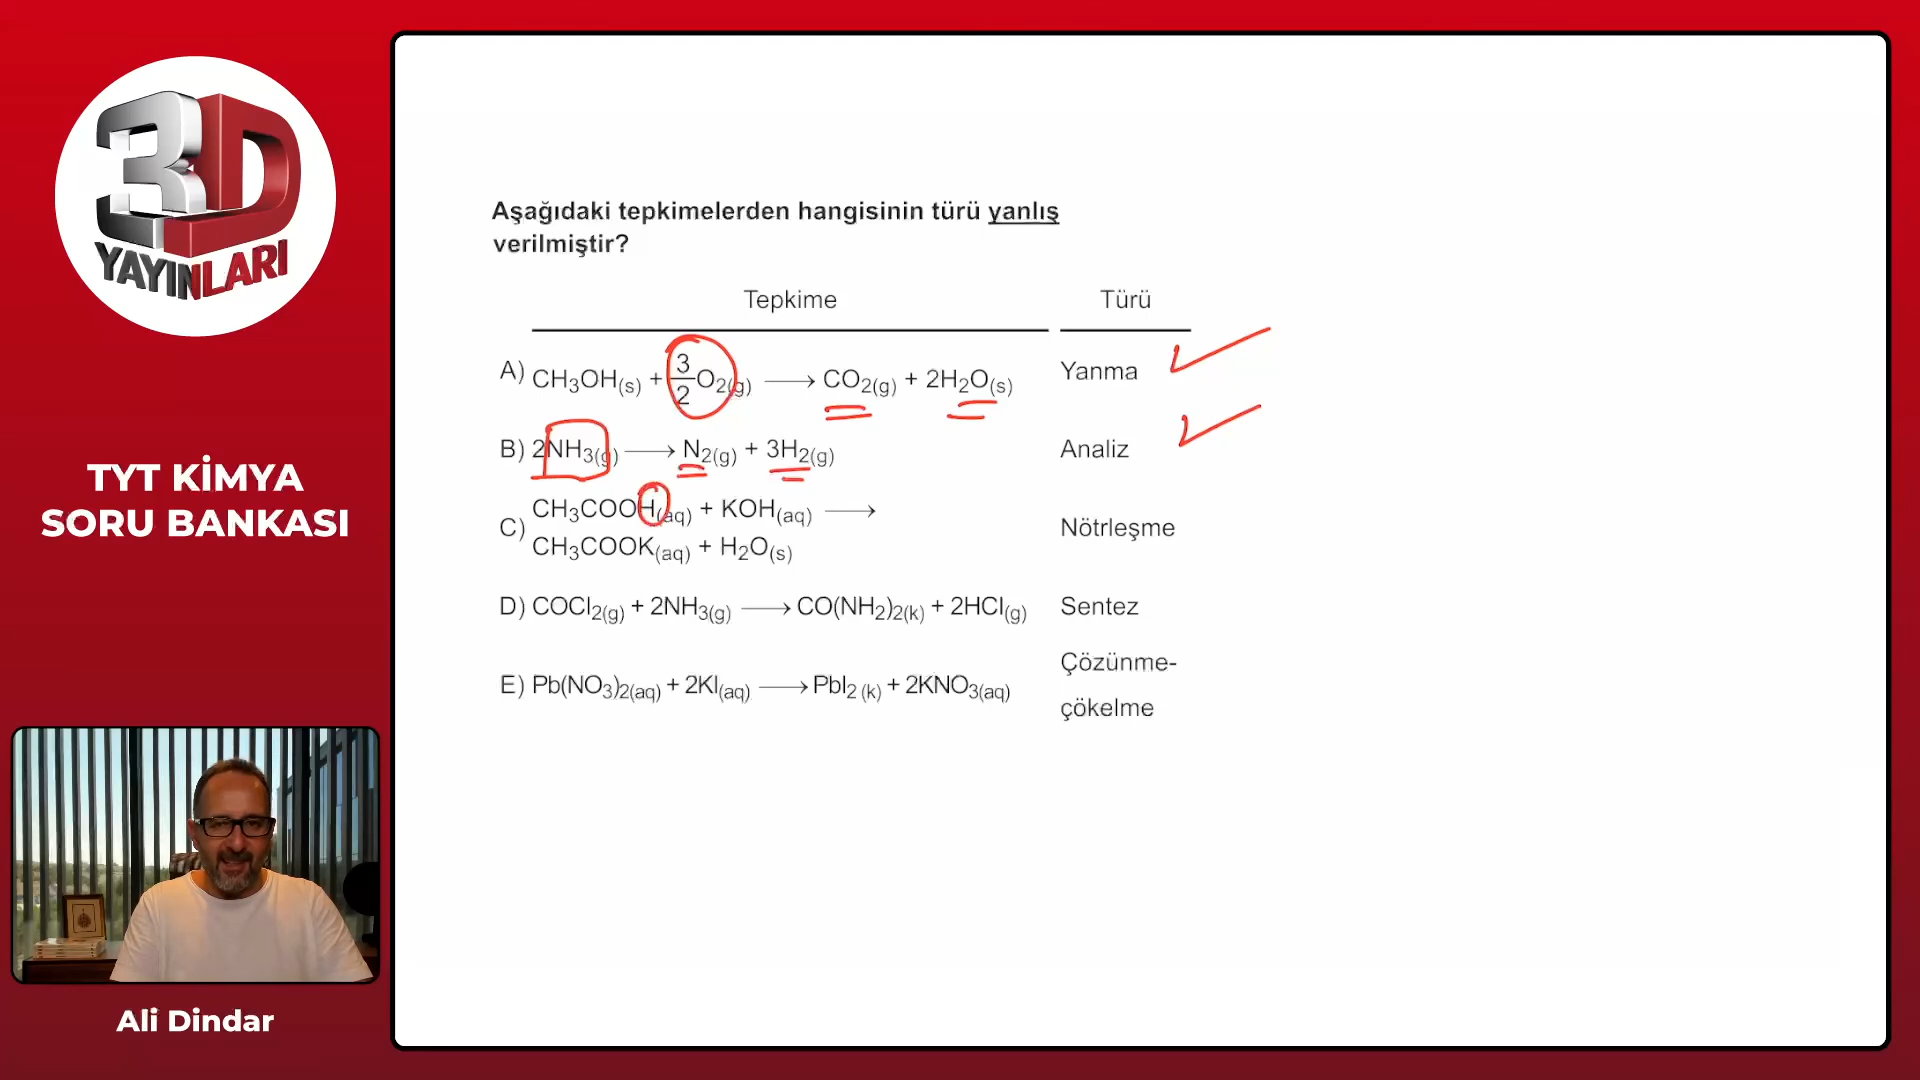 3D
YAYINLARI
TYT KİMYA
SORU BANKASI
Ali Dindar
Aşağıdaki tepkimelerden hangisinin türü yanlış
verilmiştir?
Tepkime Türü
A) CH₃OH(s) + 3/2 O₂(g) ⟶ CO₂(g) + 2H₂O(s) Yanma
B) 2NH₃(g) ⟶ N₂(g) + 3H₂(g) Analiz
C) CH₃COOH(aq) + KOH(aq) ⟶
CH₃COOK(aq) + H₂O(s) Nötrleşme
D) COCl₂(g) + 2NH₃(g) ⟶ CO(NH₂)₂(k) + 2HCl(g) Sentez
E) Pb(NO₃)₂(aq) + 2KI(aq) ⟶ PbI₂ (k) + 2KNO₃(aq) Çözünme-
çökelme